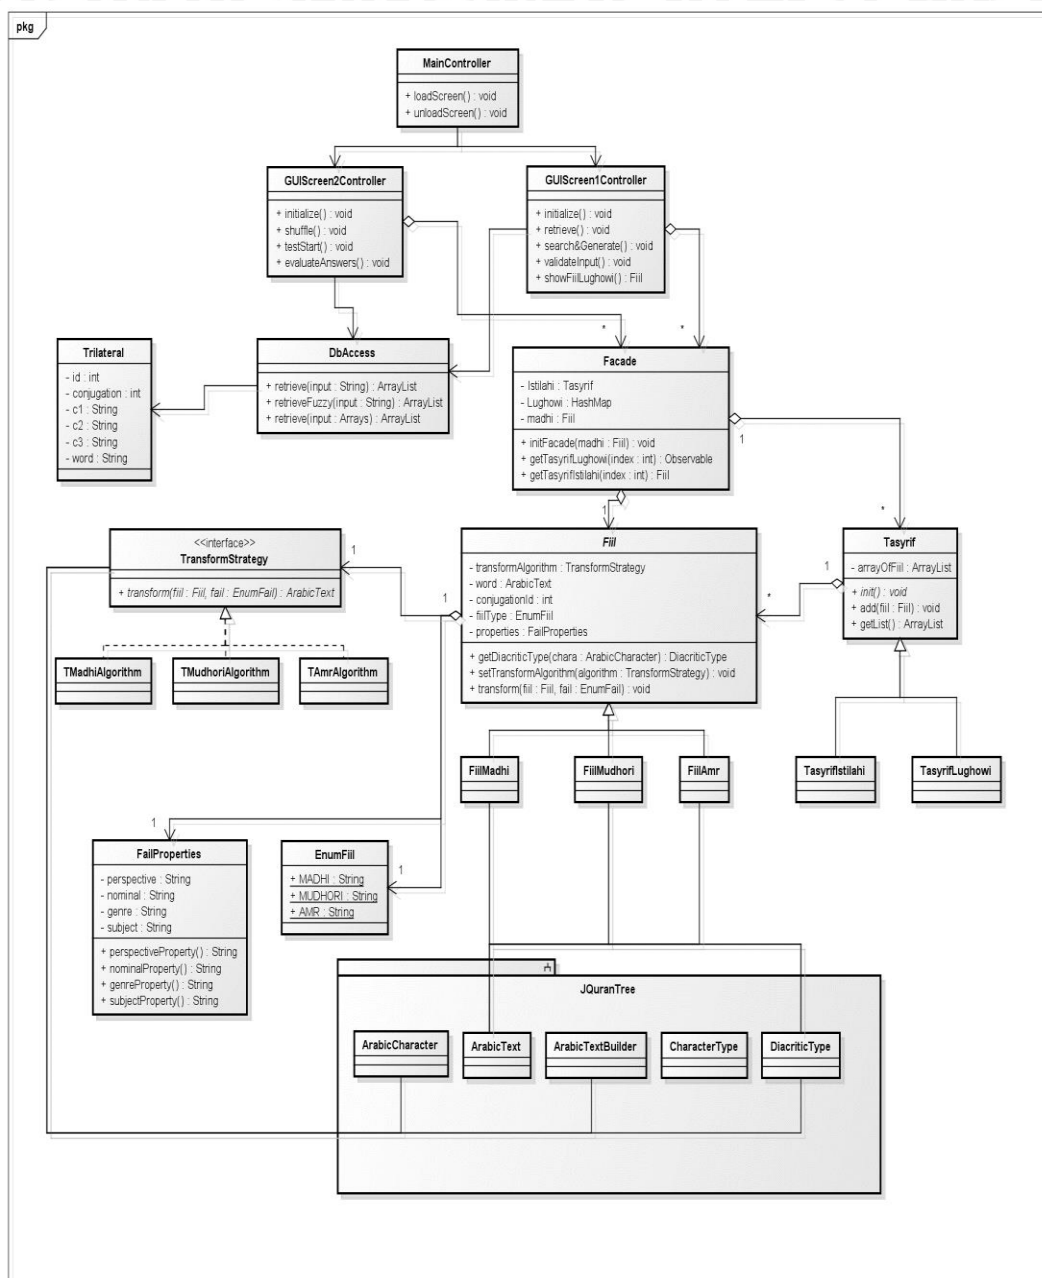 pkg
MainController
+ loadScreen() : void
+ unloadScreen() : void
GUIScreen2Controller
+ initialize() : void
+ shuffle() : void
+ testStart() : void
+ evaluateAnswers() : void
GUIScreen1Controller
+ initialize() : void
+ retrieve() : void
+ search&Generate() : void
+ validateInput() : void
+ showFiilLughowi() : Fiil
*
*
Trilateral
- id : int
- conjugation : int
- c1 : String
- c2 : String
- c3 : String
- word : String
DbAccess
+ retrieve(input : String) : ArrayList
+ retrieveFuzzy(input : String) : ArrayList
+ retrieve(input : Arrays) : ArrayList
Facade
- Istilahi : Tasyrif
- Lughowi : HashMap
- madhi : Fiil
+ initFacade(madhi : Fiil) : void
+ getTasyrifLughowi(index : int) : Observable
+ getTasyrifIstilahi(index : int) : Fiil
1
*
1
<<interface>>
TransformStrategy
+ transform(fiil : Fiil, fail : EnumFail) : ArabicText
1
1
Fiil
- transformAlgorithm : TransformStrategy
- word : ArabicText
- conjugationId : int
- fiilType : EnumFiil
- properties : FailProperties
+ getDiacriticType(chara : ArabicCharacter) : DiacriticType
+ setTransformAlgorithm(algorithm : TransformStrategy) : void
+ transform(fiil : Fiil, fail : EnumFail) : void
*
1
Tasyrif
- arrayOfFiil : ArrayList
+ init() : void
+ add(fiil : Fiil) : void
+ getList() : ArrayList
TMadhiAlgorithm
TMudhoriAlgorithm
TAmrAlgorithm
FiilMadhi
FiilMudhori
FiilAmr
TasyrifIstilahi
TasyrifLughowi
1
FailProperties
- perspective : String
- nominal : String
- genre : String
- subject : String
+ perspectiveProperty() : String
+ nominalProperty() : String
+ genreProperty() : String
+ subjectProperty() : String
EnumFiil
+ MADHI : String
+ MUDHORI : String
+ AMR : String
1
JQuranTree
ArabicCharacter
ArabicText
ArabicTextBuilder
CharacterType
DiacriticType